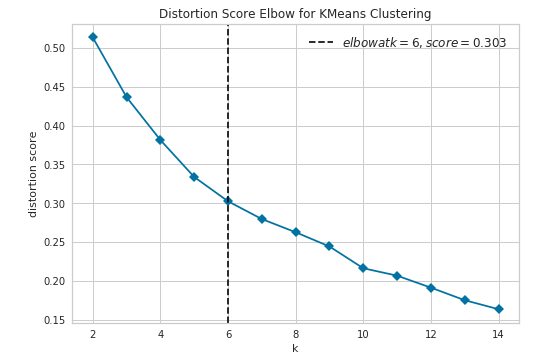 Distortion Score Elbow for KMeans Clustering
elbowatk = 6, score = 0.303
0.50
0.45
0.40
0.35
0.30
0.25
0.20
0.15
distortion score
2 4 6 8 10 12 14
k